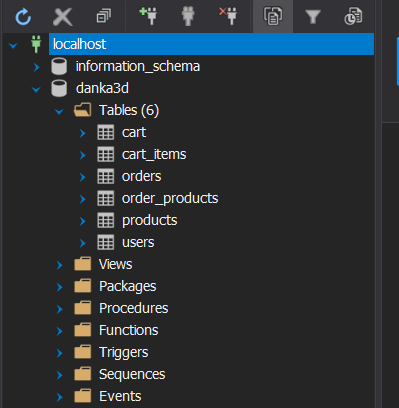 localhost
information_schema
danka3d
Tables (6)
cart
cart_items
orders
order_products
products
users
Views
Packages
Procedures
Functions
Triggers
Sequences
Events